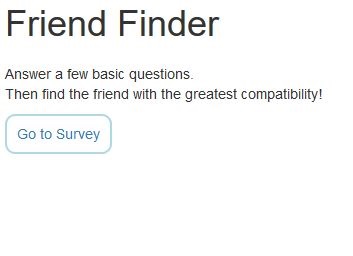 Friend Finder
Answer a few basic questions.
Then find the friend with the greatest compatibility!
Go to Survey